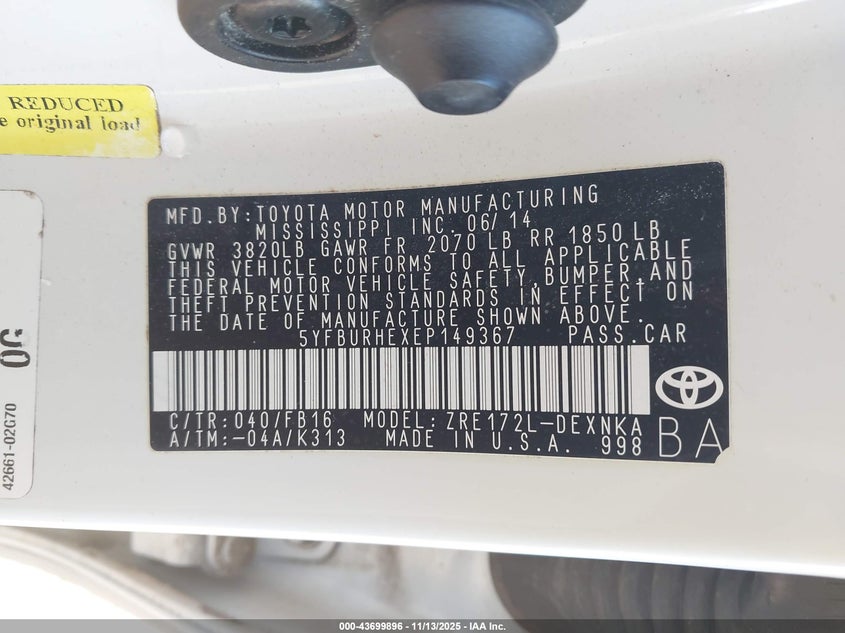 REDUCED
e original load
MFD.BY:TOYOTA MOTOR MANUFACTURING
MISSISSIPPI INC. 06/14
GVWR 3820LB GAWR FR 2070 LB RR 1850 LB
THIS VEHICLE CONFORMS TO ALL APPLICABLE
FEDERAL MOTOR VEHICLE SAFETY,BUMPER,AND
THEFT PREVENTION STANDARDS IN EFFECT ON
THE DATE OF MANUFACTURE SHOWN ABOVE.
5YFBURHEXEP149367 PASS.CAR
C/TR:040/FB16 MODEL:ZRE172L-DEXNKA
A/TM:-04A/K313 MADE IN U.S.A. 998 BA
0G
42661-02G70
000-43699896 - 11/13/2025 - IAA Inc.